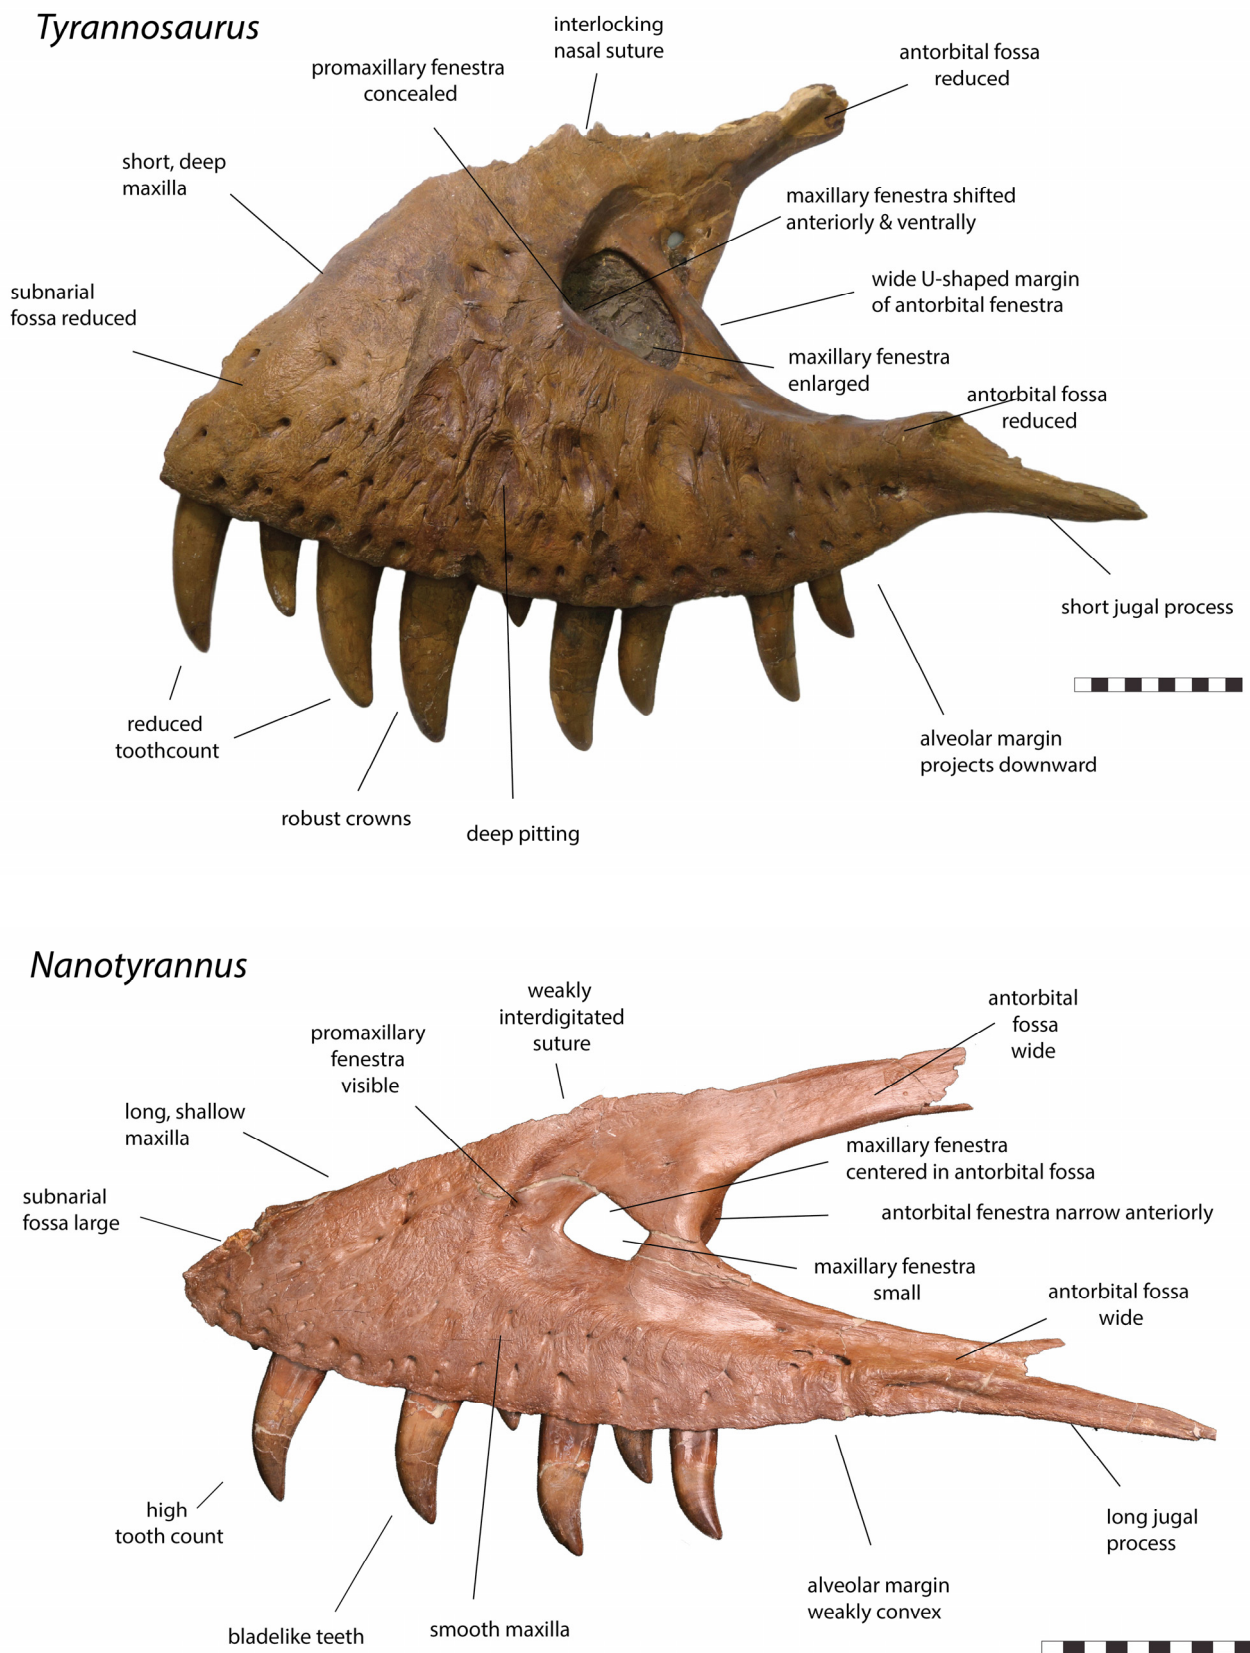 Tyrannosaurus
interlocking
nasal suture
antorbital fossa
reduced
promaxillary fenestra
concealed
short, deep
maxilla
maxillary fenestra shifted
anteriorly & ventrally
subnarial
fossa reduced
wide U-shaped margin
of antorbital fenestra
maxillary fenestra
enlarged
antorbital fossa
reduced
short jugal process
reduced
toothcount
alveolar margin
projects downward
robust crowns
deep pitting
Nanotyrannus
weakly
interdigitated
suture
antorbital
fossa
wide
promaxillary
fenestra
visible
long, shallow
maxilla
maxillary fenestra
centered in antorbital fossa
subnarial
fossa large
antorbital fenestra narrow anteriorly
maxillary fenestra
small
antorbital fossa
wide
high
tooth count
long jugal
process
alveolar margin
weakly convex
bladelike teeth
smooth maxilla